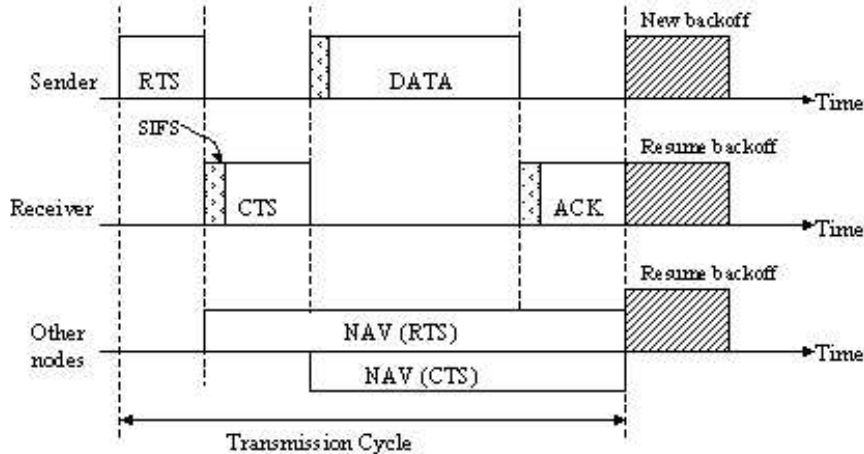 New backoff
Sender
RTS
DATA
Time
SIFS
Resume backoff
Receiver
CTS
ACK
Time
Resume backoff
Other
nodes
NAV (RTS)
Time
NAV (CTS)
Transmission Cycle